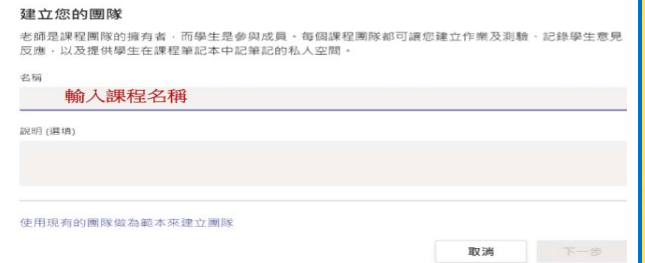 建立您的團隊
老師是課程團隊的擁有者，而學生是參與成員。每個課程團隊都可讓您建立作業及測驗、記錄學生意見
反應，以及提供學生在課程筆記本中記筆記的私人空間。
名稱
輸入課程名稱
說明 (選填)
使用現有的團隊做為範本來建立團隊
取消
下一步